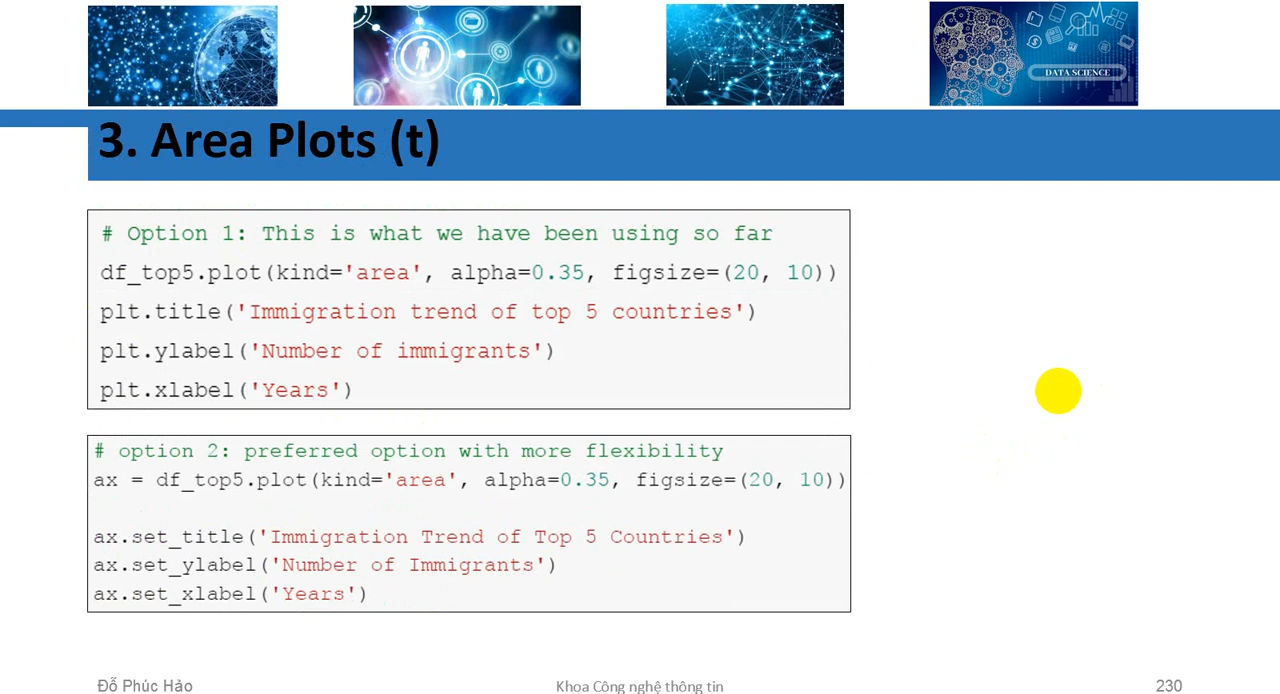 DATA SCIENCE
3. Area Plots (t)
# Option 1: This is what we have been using so far
df_top5.plot(kind='area', alpha=0.35, figsize=(20, 10))
plt.title('Immigration trend of top 5 countries')
plt.ylabel('Number of immigrants')
plt.xlabel('Years')
# option 2: preferred option with more flexibility
ax = df_top5.plot(kind='area', alpha=0.35, figsize=(20, 10))
ax.set_title('Immigration Trend of Top 5 Countries')
ax.set_ylabel('Number of Immigrants')
ax.set_xlabel('Years')
Đỗ Phúc Hảo
Khoa Công nghệ thông tin
230